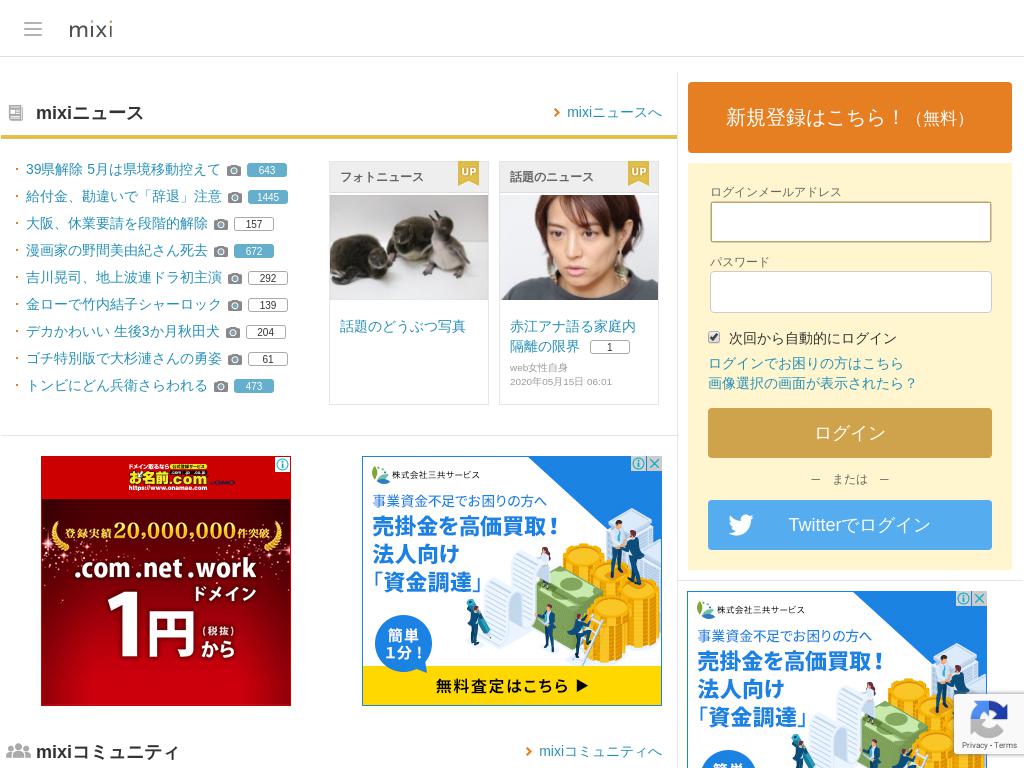 mixi
mixiニュース
mixiニュースへ
39県解除 5月は県境移動控えて 643
給付金、勘違いで「辞退」注意 1445
大阪、休業要請を段階的解除 157
漫画家の野間美由紀さん死去 672
吉川晃司、地上波連ドラ初主演 292
金ローで竹内結子シャーロック 139
デカかわいい 生後3か月秋田犬 204
ゴチ特別版で大杉漣さんの勇姿 61
トンビにどん兵衛さらわれる 473
フォトニュース UP
話題のどうぶつ写真
話題のニュース UP
赤江アナ語る家庭内
隔離の限界 1
web女性自身
2020年05月15日 06:01
新規登録はこちら！（無料）
ログインメールアドレス
パスワード
次回から自動的にログイン
ログインでお困りの方はこちら
画像選択の画面が表示されたら？
ログイン
または
Twitterでログイン
ドメイン取るなら 公式登録サービス
お名前.com
https://www.onamae.com
登録実績20,000,000件突破
.com .net .work
ドメイン
1円(税抜)から
株式会社三共サービス
事業資金不足でお困りの方へ
売掛金を高価買取！
法人向け
「資金調達」
簡単
1分！
無料査定はこちら ▶
株式会社三共サービス
事業資金不足でお困りの方へ
売掛金を高価買取！
法人向け
「資金調達」
簡単
Privacy - Terms
mixiコミュニティ
mixiコミュニティへ